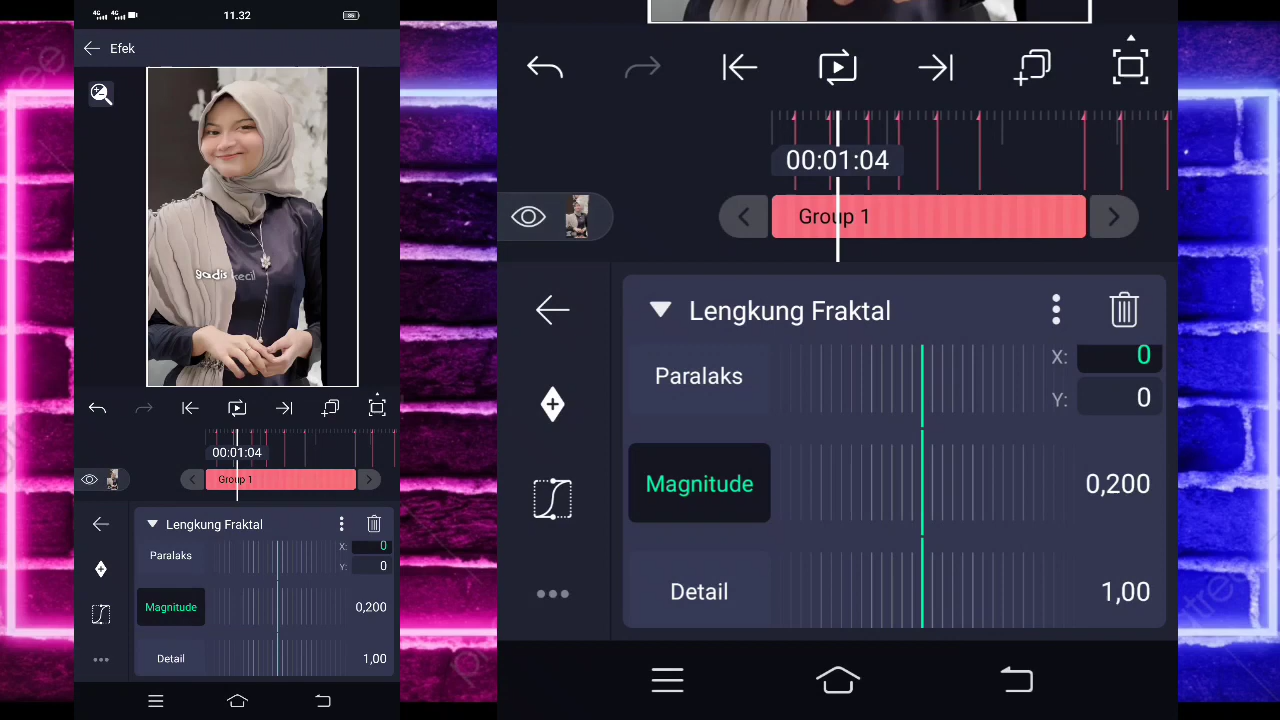 11.32
Efek
gadis kecil
00:01:04
Group 1
Lengkung Fraktal
Paralaks
X: 0
Y: 0
Magnitude
0,200
Detail
1,00
00:01:04
Group 1
Lengkung Fraktal
Paralaks
X: 0
Y: 0
Magnitude
0,200
Detail
1,00